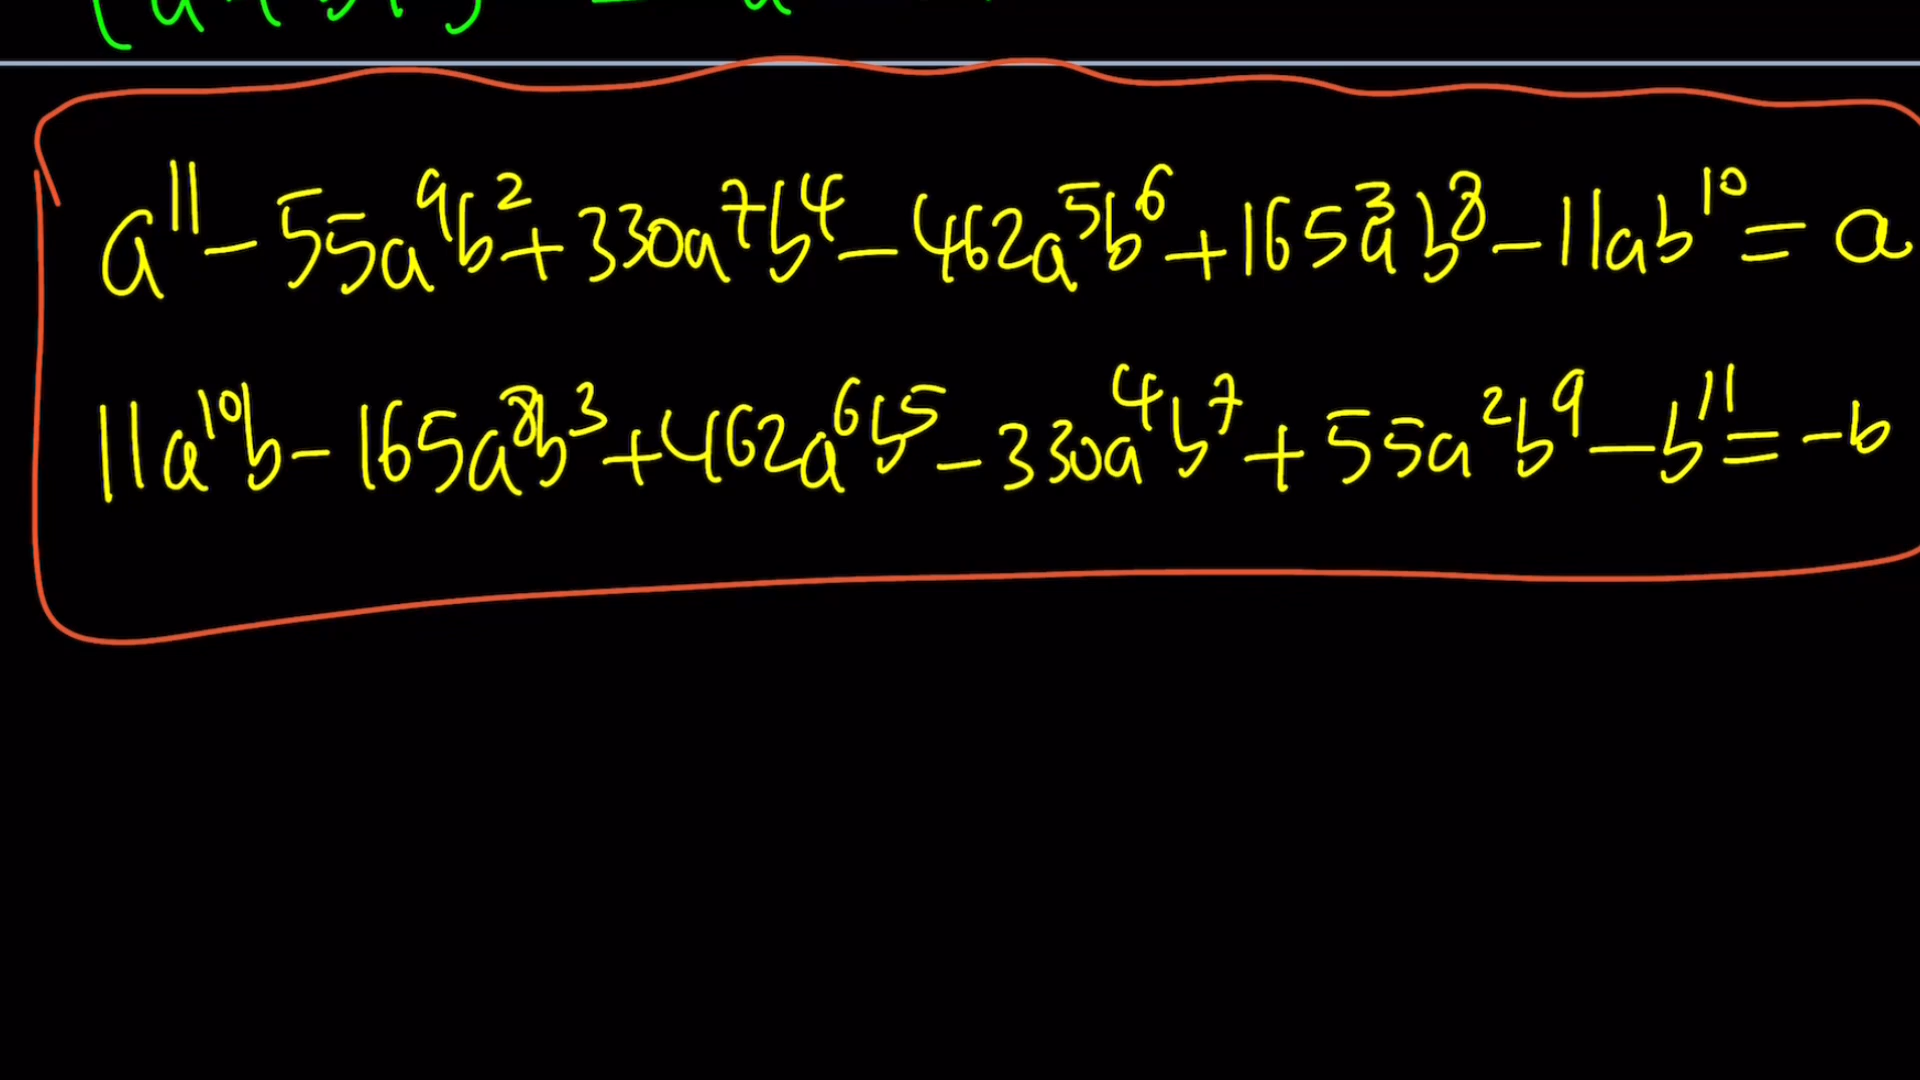 a¹¹ – 55a⁹b² + 330a⁷b⁴ – 462a⁵b⁶ + 165a³b⁸ – 11ab¹⁰ = a
11a¹⁰b – 165a⁸b³ + 462a⁶b⁵ – 330a⁴b⁷ + 55a²b⁹ – b¹¹ = -b